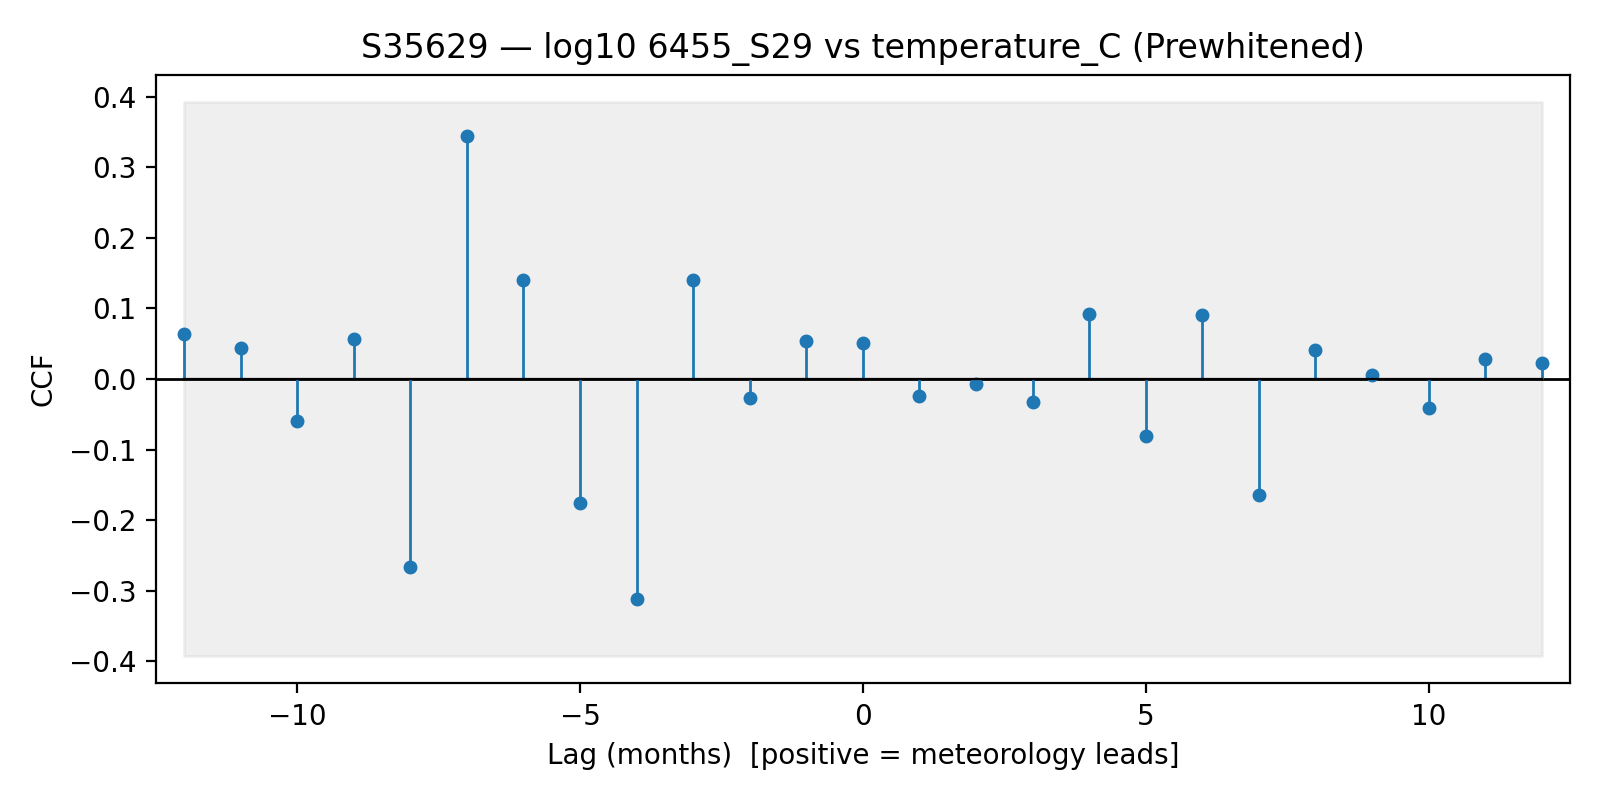 S35629 — log10 6455_S29 vs temperature_C (Prewhitened)
CCF
0.4
0.3
0.2
0.1
0.0
−0.1
−0.2
−0.3
−0.4
−10 −5 0 5 10
Lag (months)  [positive = meteorology leads]